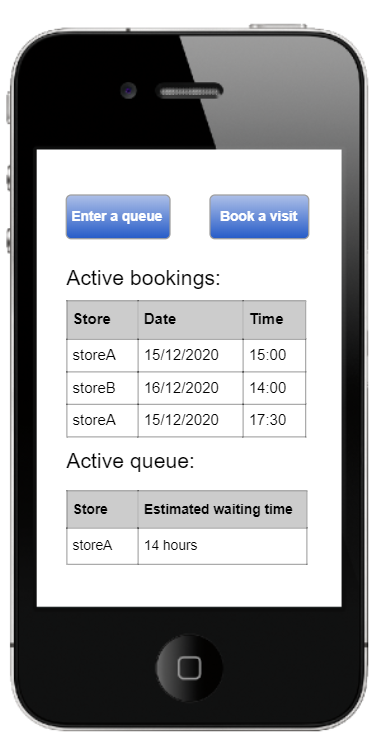 Enter a queue Book a visit
Active bookings:
Store Date Time
storeA 15/12/2020 15:00
storeB 16/12/2020 14:00
storeA 15/12/2020 17:30
Active queue:
Store Estimated waiting time
storeA 14 hours